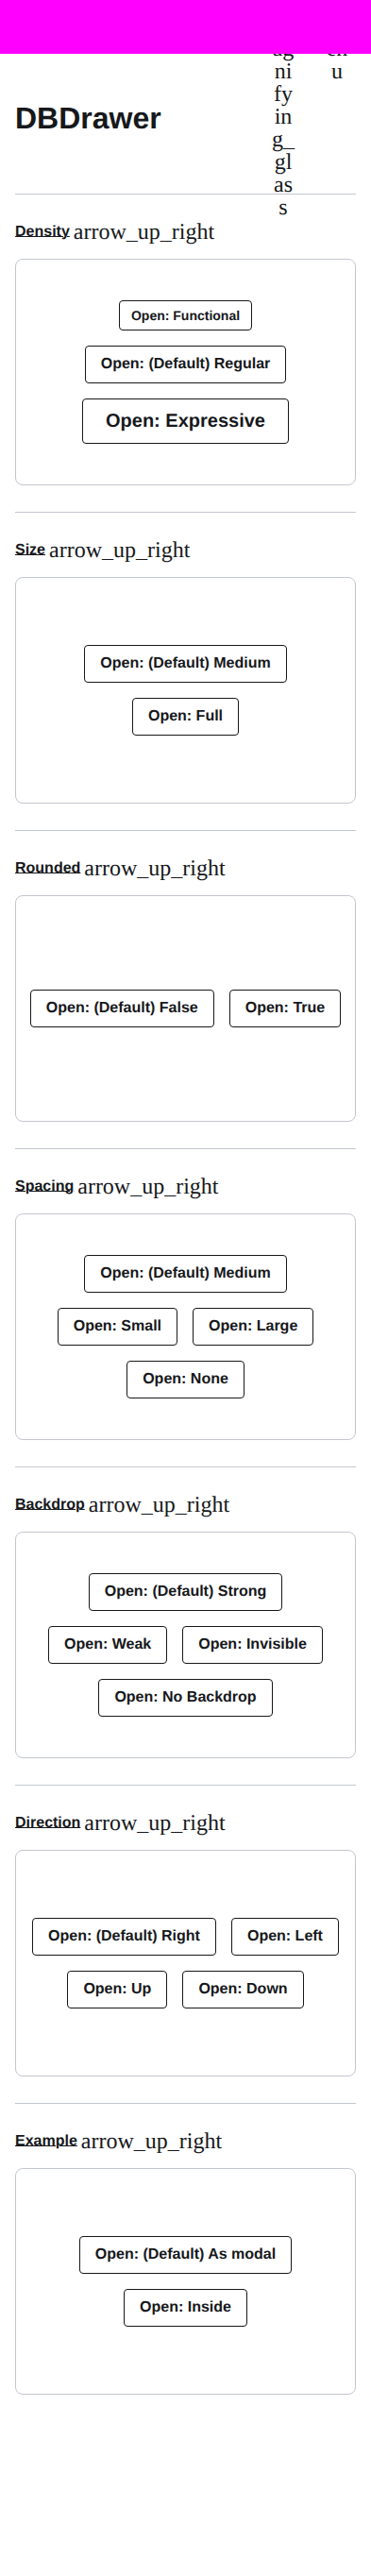 ni
fy
in
g_
gl
as
s
u
DBDrawer
Density arrow_up_right
Open: Functional
Open: (Default) Regular
Open: Expressive
Size arrow_up_right
Open: (Default) Medium
Open: Full
Rounded arrow_up_right
Open: (Default) False Open: True
Spacing arrow_up_right
Open: (Default) Medium
Open: Small Open: Large
Open: None
Backdrop arrow_up_right
Open: (Default) Strong
Open: Weak Open: Invisible
Open: No Backdrop
Direction arrow_up_right
Open: (Default) Right Open: Left
Open: Up Open: Down
Example arrow_up_right
Open: (Default) As modal
Open: Inside